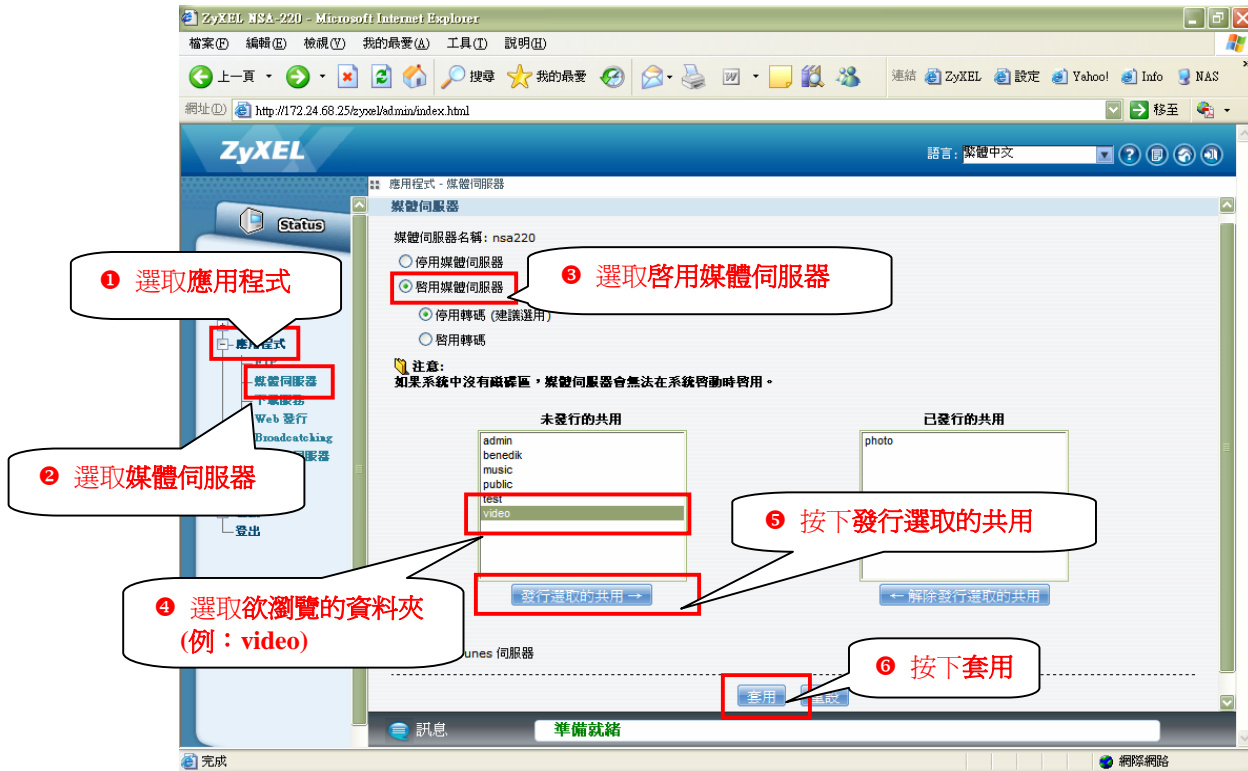 ZyXEL NSA-220 - Microsoft Internet Explorer
檔案(F) 編輯(E) 檢視(V) 我的最愛(A) 工具(T) 說明(H)
上一頁 搜尋 我的最愛 連結 ZyXEL 設定 Yahoo! Info NAS
網址(D) http://172.24.68.25/zyxel/admin/index.html 移至
ZyXEL
語言: 繁體中文
應用程式 - 媒體伺服器
Status
媒體伺服器
媒體伺服器名稱: nsa220
停用媒體伺服器
❶ 選取應用程式
❸ 選取啓用媒體伺服器
啓用媒體伺服器
停用轉碼 (建議選用)
啓用轉碼
應用程式
媒體伺服器
下載服務
Web 發行
Broadcatching
伺服器
登出
❷ 選取媒體伺服器
注意:
如果系統中沒有磁碟區，媒體伺服器會無法在系統啓動時啓用。
未發行的共用
admin
benedik
music
public
test
video
已發行的共用
photo
❺ 按下發行選取的共用
發行選取的共用 →
← 解除發行選取的共用
❹ 選取欲瀏覽的資料夾
(例：video)
unes 伺服器
❻ 按下套用
套用 重設
訊息 準備就緒
完成 網際網路